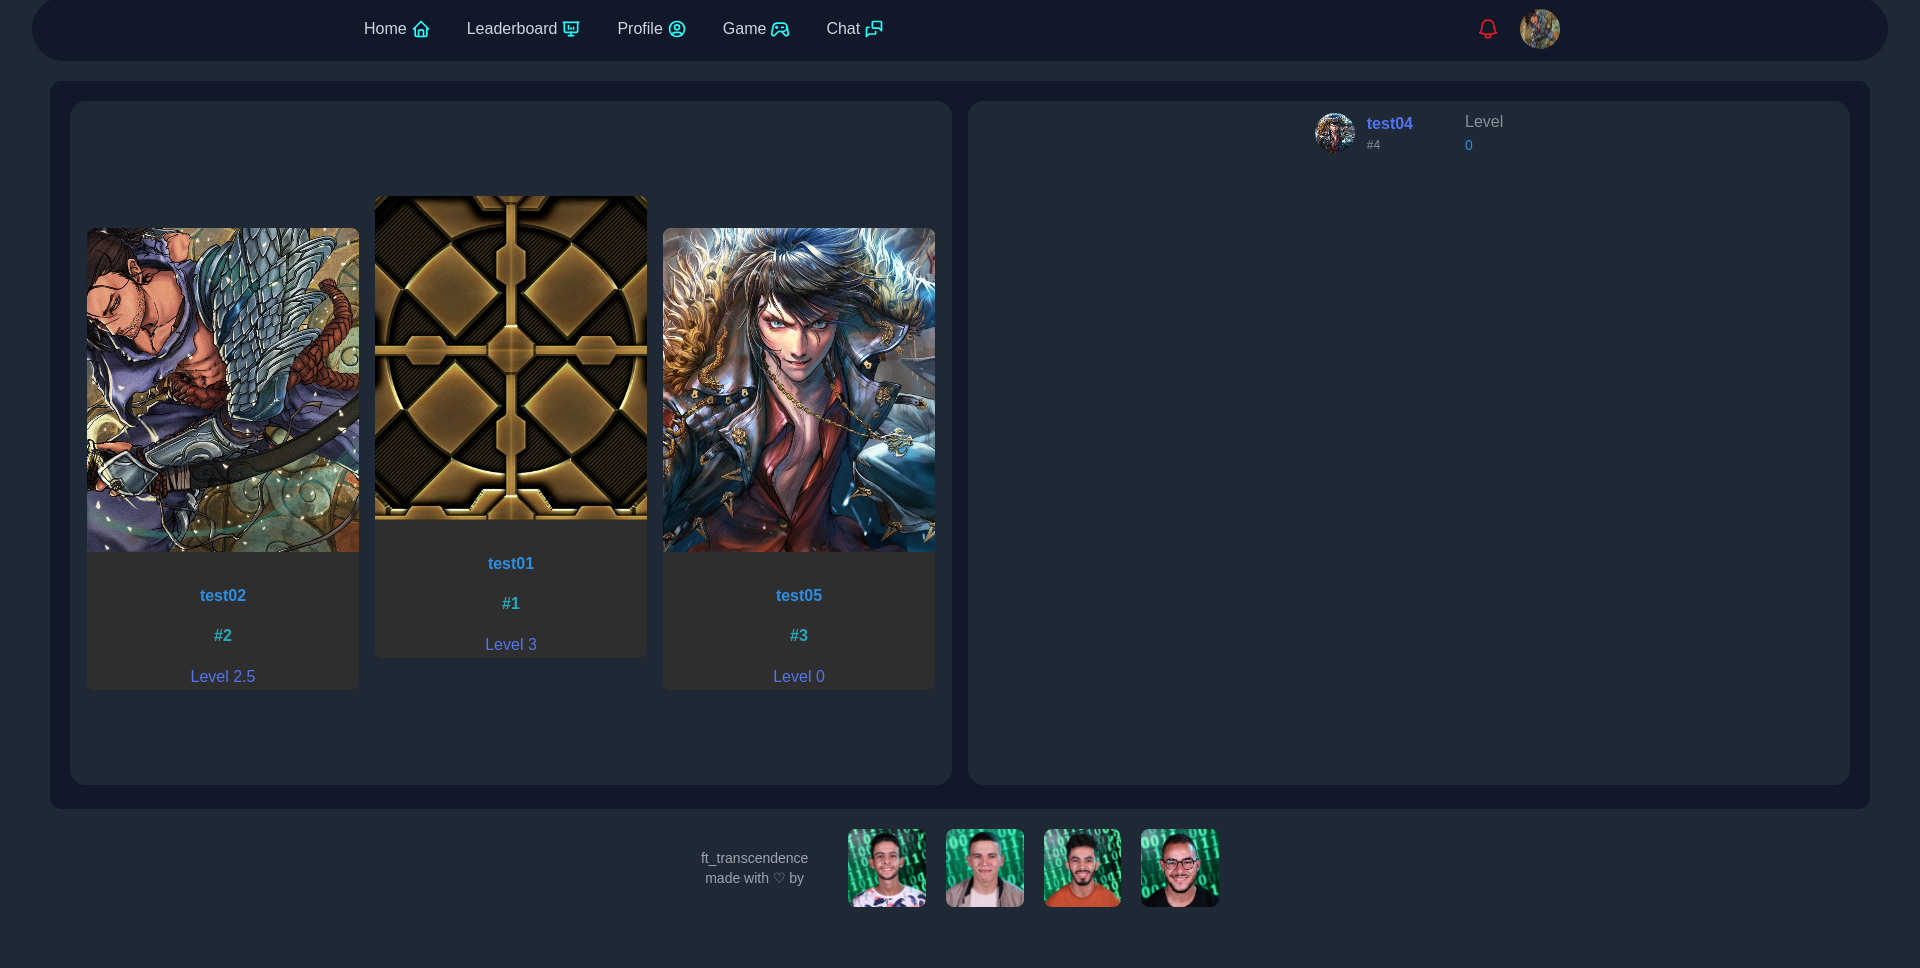 Home
Leaderboard
Profile
Game
Chat
test02
#2
Level 2.5
test01
#1
Level 3
test05
#3
Level 0
test04
#4
Level
0
ft_transcendence
made with ♡ by